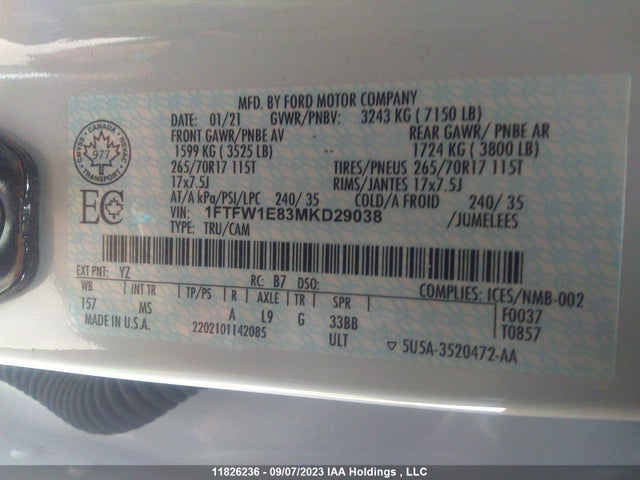 MFD. BY FORD MOTOR COMPANY
DATE: 01/21 GVWR/PNBV: 3243 KG ( 7150 LB)
FRONT GAWR/PNBE AV REAR GAWR/ PNBE AR
1599 KG ( 3525 LB) 1724 KG ( 3800 LB)
265/70R17 115T TIRES/PNEUS 265/70R17 115T
17x7.5J RIMS/JANTES 17x7.5J
AT/A kPa/PSI/LPC 240/ 35 COLD/A FROID 240/ 35
VIN: 1FTFW1E83MKD29038 /JUMELEES
TYPE: TRU/CAM
CANADA
977
TRANSPORT
EC
EXT PNT: YZ RC: B7 DSO: COMPLIES: ICES/NMB-002
WB INT TR TP/PS R AXLE TR SPR F0037
157 MS A L9 G 33BB T0857
MADE IN U.S.A. 2202101142085 ULT 5U5A-3520472-AA
11826236 - 09/07/2023 IAA Holdings , LLC